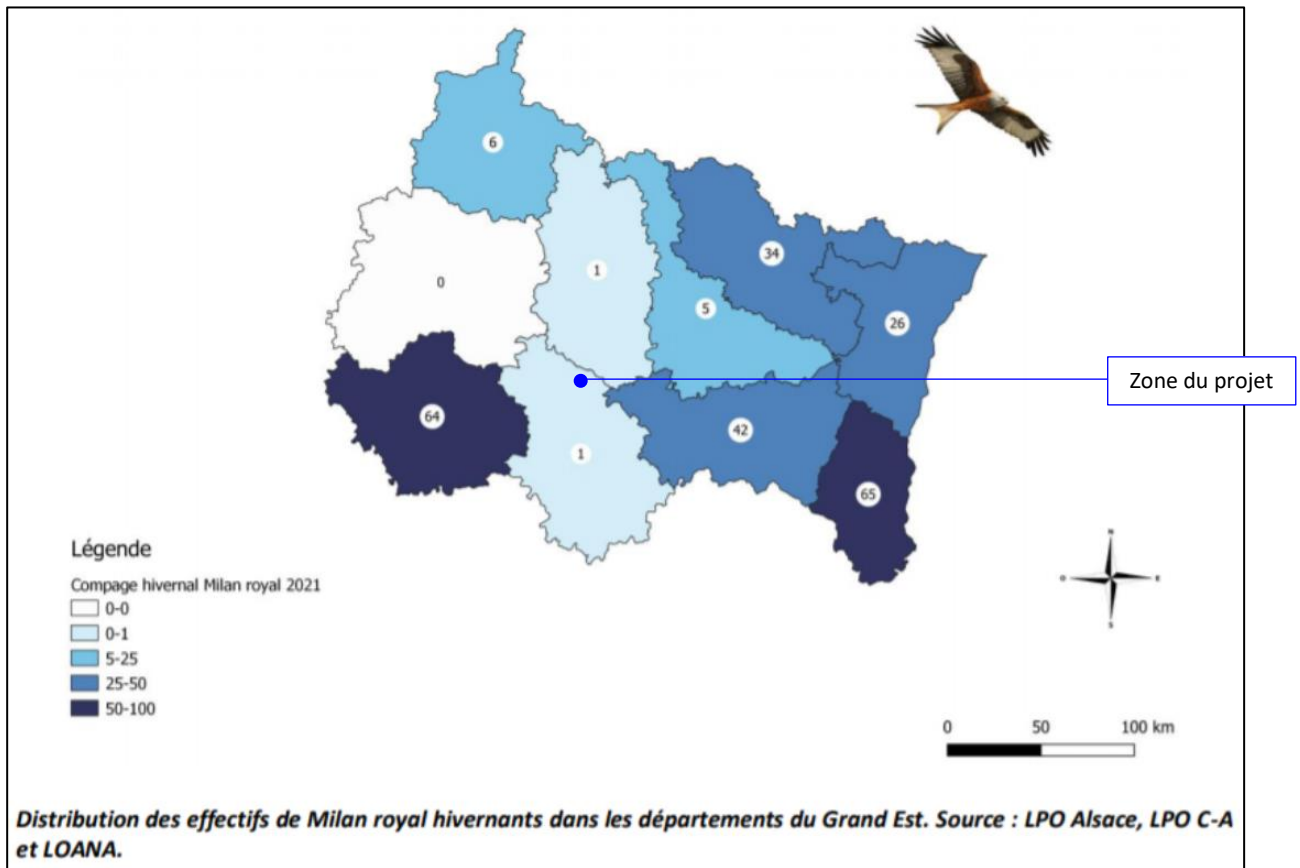 6
34
1
0
5
26
Zone du projet
64
42
1
65
Légende
Compage hivernal Milan royal 2021
0-0
0-1
5-25
25-50
50-100
N
O
E
S
0 50 100 km
Distribution des effectifs de Milan royal hivernants dans les départements du Grand Est. Source : LPO Alsace, LPO C-A
et LOANA.